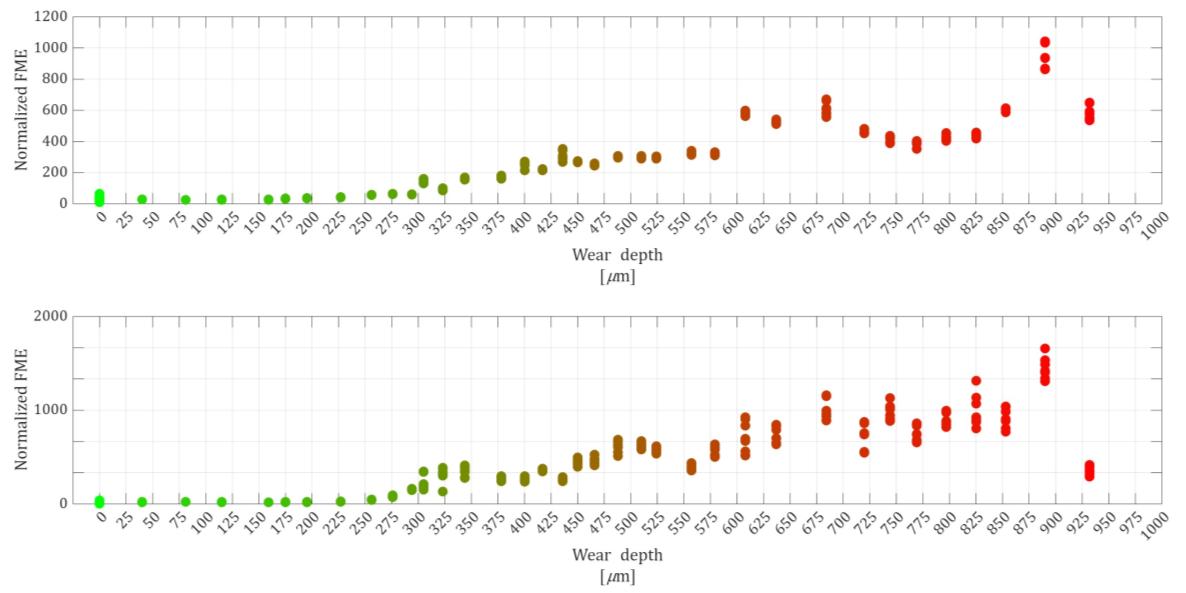 1200
1000
800
600
400
200
0
Normalized FME
0 25 50 75 100 125 150 175 200 225 250 275 300 325 350 375 400 425 450 475 500 525 550 575 600 625 650 675 700 725 750 775 800 825 850 875 900 925 950 975 1000
Wear depth
[μm]
2000
1000
0
Normalized FME
0 25 50 75 100 125 150 175 200 225 250 275 300 325 350 375 400 425 450 475 500 525 550 575 600 625 650 675 700 725 750 775 800 825 850 875 900 925 950 975 1000
Wear depth
[μm]